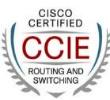 CISCO
CERTIFIED
CCIE
ROUTING AND
SWITCHING